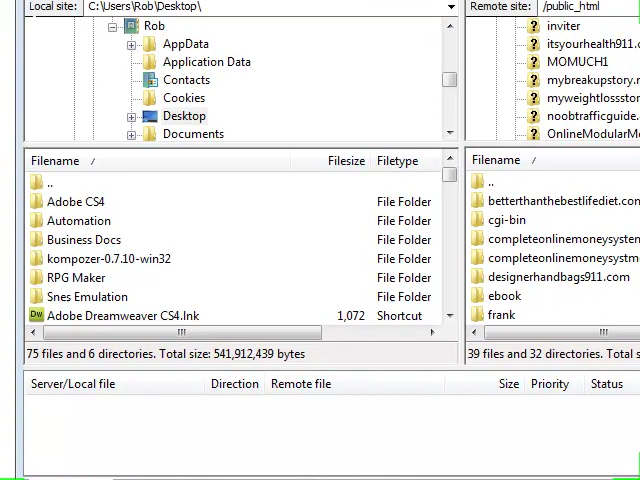 Local site: C:\Users\Rob\Desktop\
Remote site: /public_html
Rob
AppData
Application Data
Contacts
Cookies
Desktop
Documents
inviter
itsyourhealth911.c
MOMUCH1
mybreakupstory.n
myweightlossstor
noobtrafficguide.
OnlineModularMo
Filename / Filesize Filetype
..
Adobe CS4 File Folder
Automation File Folder
Business Docs File Folder
kompozer-0.7.10-win32 File Folder
RPG Maker File Folder
Snes Emulation File Folder
Dw Adobe Dreamweaver CS4.lnk 1,072 Shortcut
75 files and 6 directories. Total size: 541,912,439 bytes
Filename /
..
betterthanthebestlifediet.com
cgi-bin
completeonlinemoneysystem
completeonlinemoneysystm
designerhandbags911.com
ebook
frank
39 files and 32 directories. Total s
Server/Local file Direction Remote file Size Priority Status